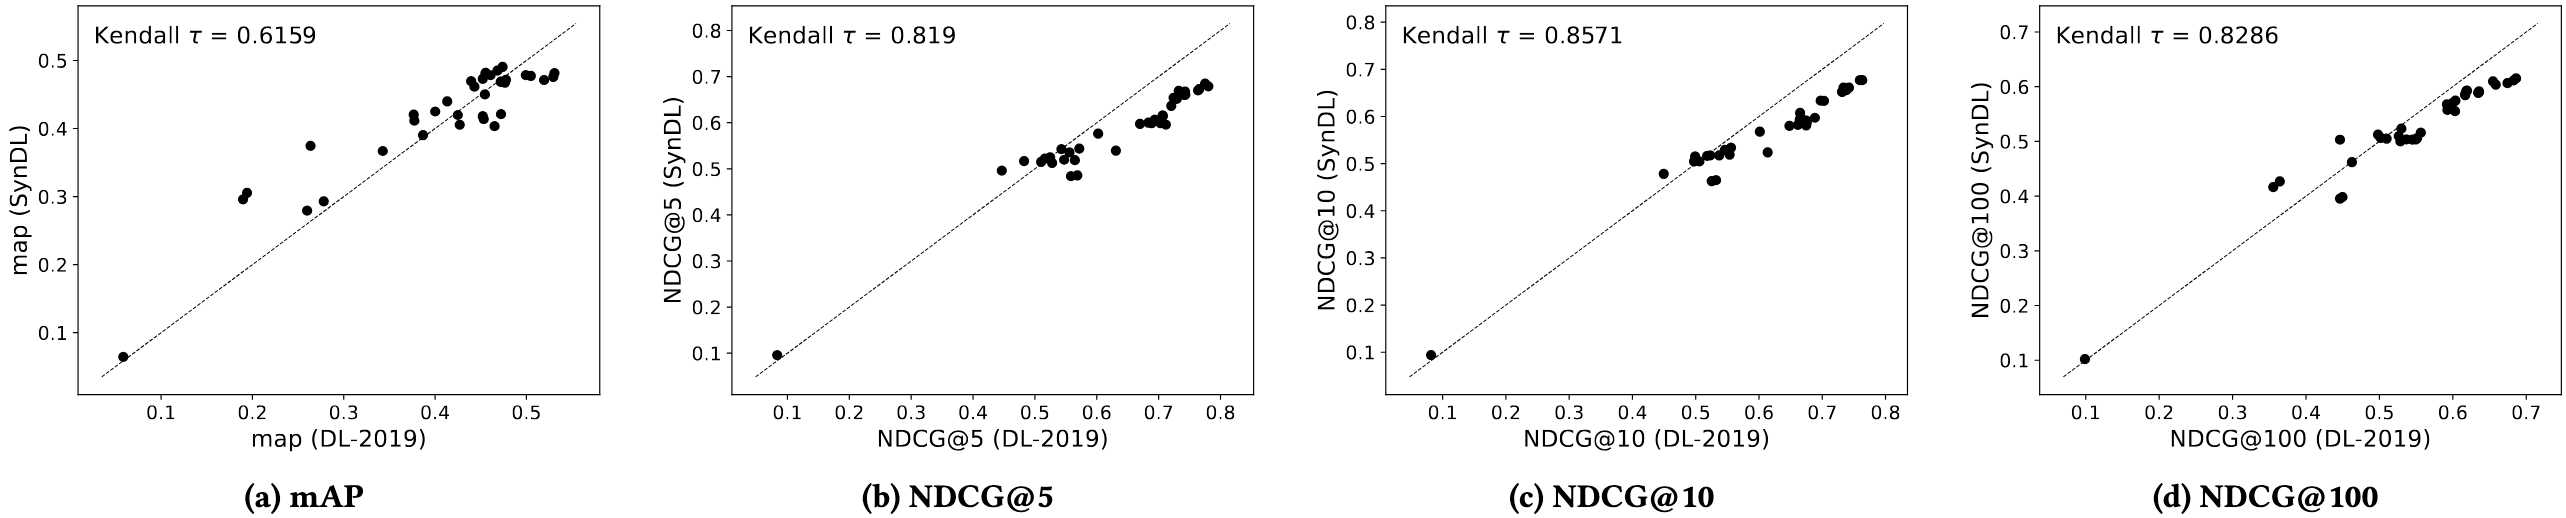 Kendall τ = 0.6159
map (SynDL)
0.5
0.4
0.3
0.2
0.1
0.1 0.2 0.3 0.4 0.5
map (DL-2019)
(a) mAP
Kendall τ = 0.819
NDCG@5 (SynDL)
0.8
0.7
0.6
0.5
0.4
0.3
0.2
0.1
0.1 0.2 0.3 0.4 0.5 0.6 0.7 0.8
NDCG@5 (DL-2019)
(b) NDCG@5
Kendall τ = 0.8571
NDCG@10 (SynDL)
0.8
0.7
0.6
0.5
0.4
0.3
0.2
0.1
0.1 0.2 0.3 0.4 0.5 0.6 0.7 0.8
NDCG@10 (DL-2019)
(c) NDCG@10
Kendall τ = 0.8286
NDCG@100 (SynDL)
0.7
0.6
0.5
0.4
0.3
0.2
0.1
0.1 0.2 0.3 0.4 0.5 0.6 0.7
NDCG@100 (DL-2019)
(d) NDCG@100